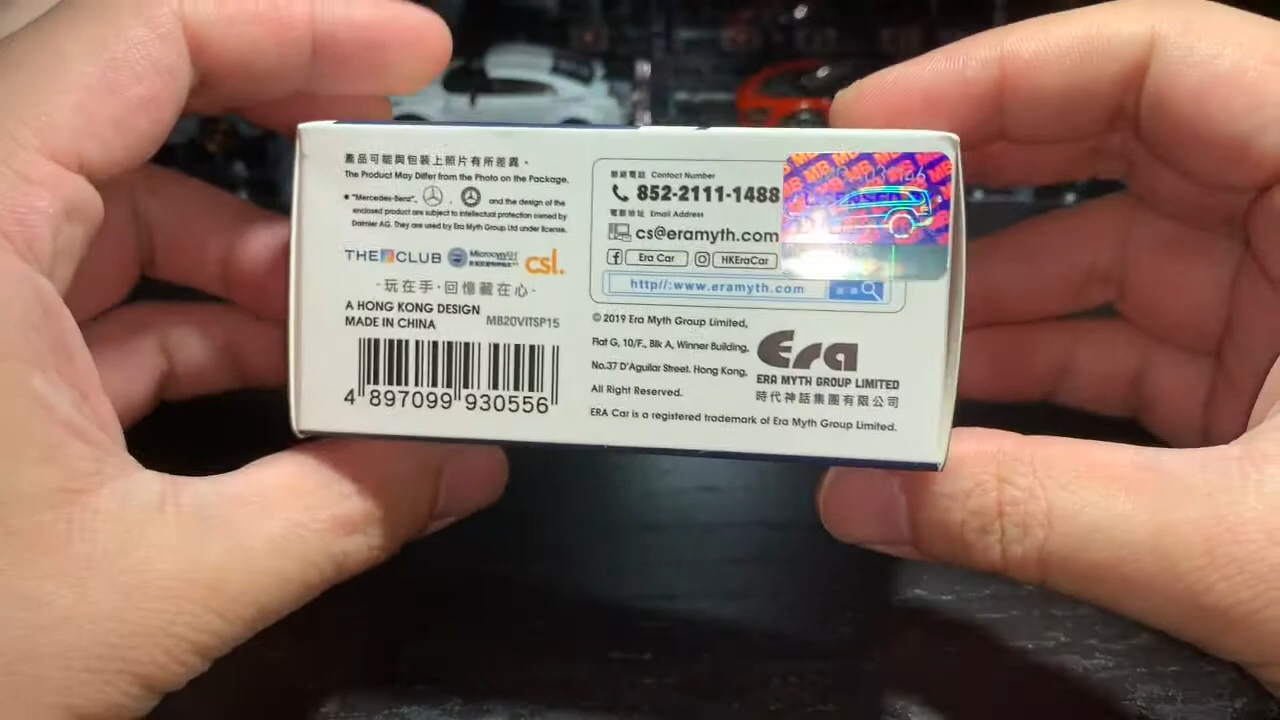 產品可能與包裝上照片有所差異。
The Product May Differ from the Photo on the Package.
• "Mercedes-Benz", , and the design of the
enclosed product are subject to intellectual protection owned by
Daimler AG. They are used by Era Myth Group Ltd under license.
THE CLUB
csl.
-玩在手·回憶藏在心-
A HONG KONG DESIGN
MADE IN CHINA MB20VITSP15
4 897099 930556
聯絡電話 Contact Number
852-2111-1488
電郵地址 Email Address
cs@eramyth.com
Era Car HKEraCar
http//:www.eramyth.com
MB MB MB
© 2019 Era Myth Group Limited,
Flat G, 10/F., Blk A, Winner Building,
No.37 D'Aguilar Street. Hong Kong,
All Right Reserved.
Era
ERA MYTH GROUP LIMITED
時代神話集團有限公司
ERA Car is a registered trademark of Era Myth Group Limited.